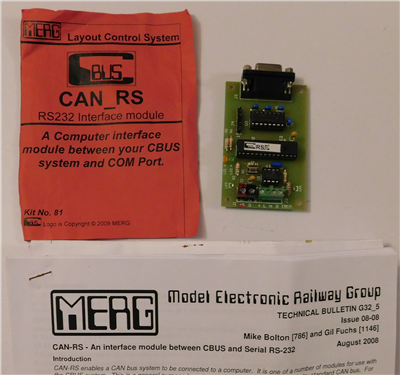 MERG
Layout Control System
CBUS
CAN_RS
RS232 Interface module
A Computer interface
module between your CBUS
system and COM Port.
Kit No. 81
CBUS Logo is Copyright © 2009 MERG
CBUS RS
MERG
Model Electronic Railway Group
TECHNICAL BULLETIN G32_5
Issue 08-08
Mike Bolton [786] and Gil Fuchs [1146]
August 2008
CAN-RS - An interface module between CBUS and Serial RS-232
Introduction
CAN-RS enables a CAN bus system to be connected to a computer. It is one of a number of modules for use with